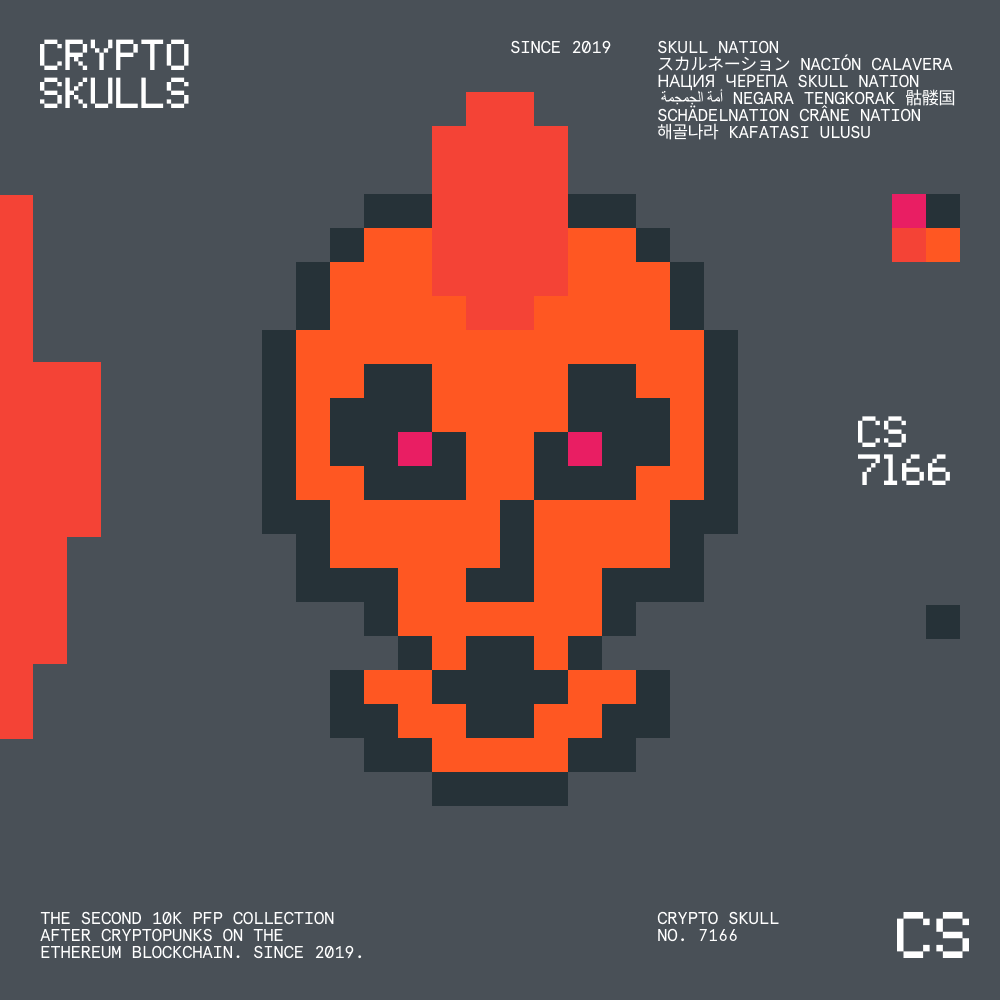 CRYPTO
SKULLS
SINCE 2019
SKULL NATION
スカルネーション NACIÓN CALAVERA
НАЦИЯ ЧЕРЕПА SKULL NATION
أمة الجمجمة NEGARA TENGKORAK 骷髅国
SCHÄDELNATION CRÂNE NATION
해골나라 KAFATASI ULUSU
CS
7166
THE SECOND 10K PFP COLLECTION
AFTER CRYPTOPUNKS ON THE
ETHEREUM BLOCKCHAIN. SINCE 2019.
CRYPTO SKULL
NO. 7166
CS